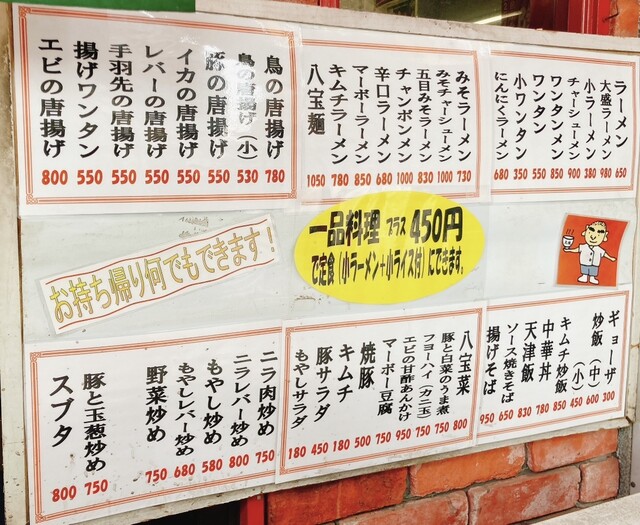 ラーメン 650
大盛ラーメン 980
小ラーメン 380
チャーシューメン 900
ワンタンメン 850
ワンタン 550
小ワンタン 350
にんにくラーメン 680
みそラーメン 730
みそチャーシューメン 1000
五目みそラーメン 830
チャンポンメン 1000
辛口ラーメン 680
マーボーラーメン 850
キムチラーメン 780
八宝麺 1050
鳥の唐揚げ 780
鳥の唐揚げ（小） 530
豚の唐揚げ 550
イカの唐揚げ 550
レバーの唐揚げ 550
手羽先の唐揚げ 550
揚げワンタン 550
エビの唐揚げ 800
お持ち帰り何でもできます！
一品料理 プラス 450円
で定食（小ラーメン+小ライス付）にできます。
ギョーザ 300
炒飯（中） 600
（小） 450
キムチ炒飯 850
中華丼 780
天津飯 830
ソース焼きそば 650
揚げそば 950
八宝菜 800
豚と白菜のうま煮 750
フヨーハイ（カニ玉） 750
エビの甘酢あんかけ 950
マーボー豆腐 750
焼豚 500
キムチ 180
豚サラダ 450
もやしサラダ 180
ニラ肉炒め 750
ニラレバー炒め 800
もやし炒め 580
もやしレバー炒め 680
野菜炒め 750
豚と玉葱炒め 750
スブタ 800